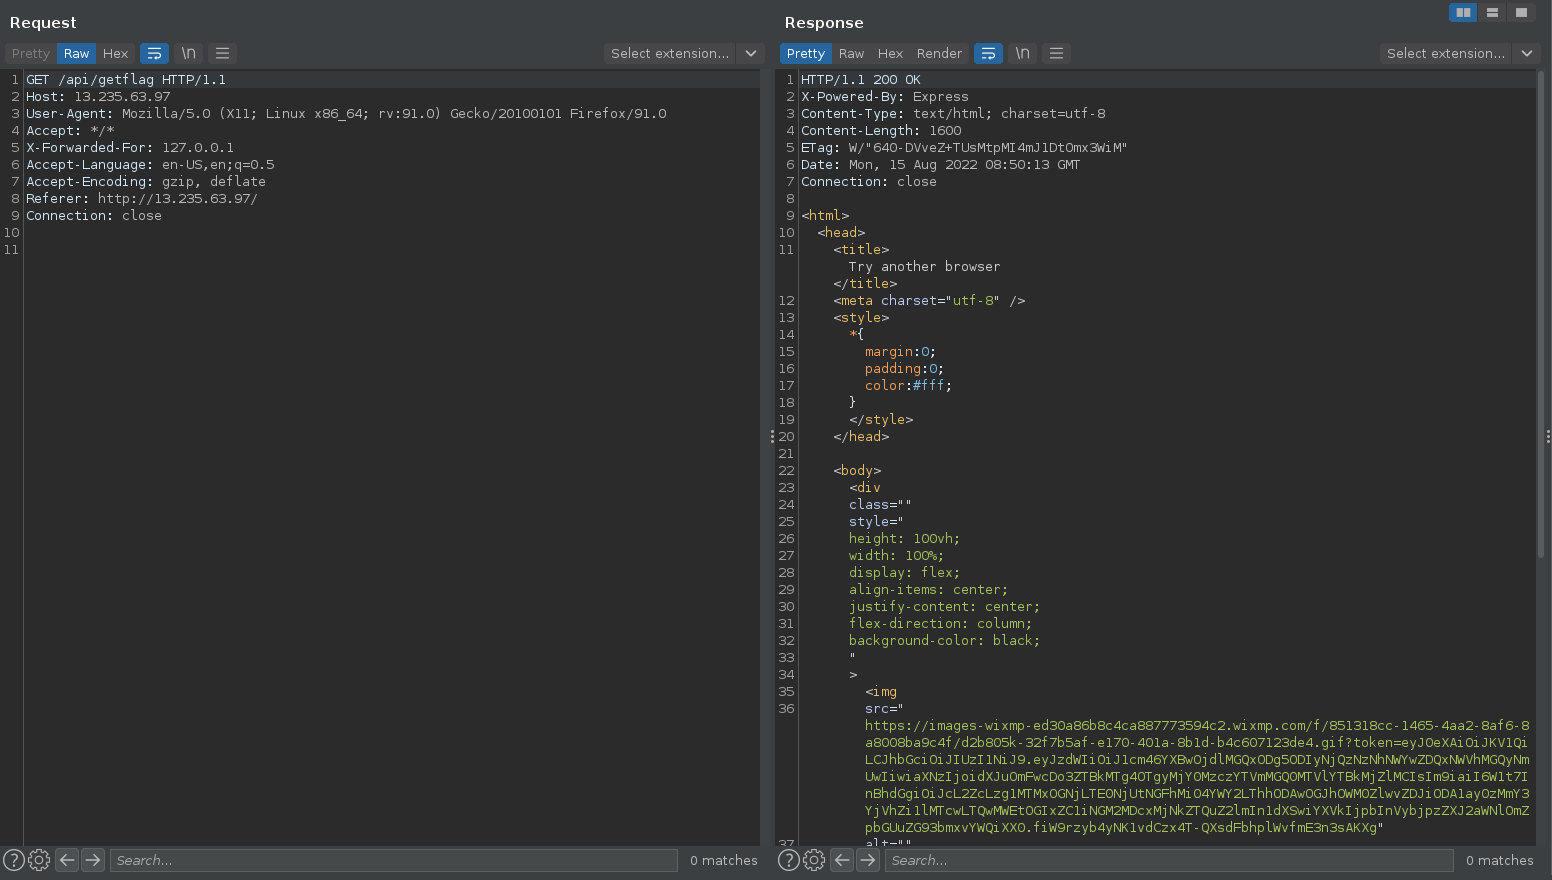 Request
Pretty Raw Hex \n Select extension...
1 GET /api/getflag HTTP/1.1
2 Host: 13.235.63.97
3 User-Agent: Mozilla/5.0 (X11; Linux x86_64; rv:91.0) Gecko/20100101 Firefox/91.0
4 Accept: */*
5 X-Forwarded-For: 127.0.0.1
6 Accept-Language: en-US,en;q=0.5
7 Accept-Encoding: gzip, deflate
8 Referer: http://13.235.63.97/
9 Connection: close
10
11
Search... 0 matches
Response
Pretty Raw Hex Render \n Select extension...
1 HTTP/1.1 200 OK
2 X-Powered-By: Express
3 Content-Type: text/html; charset=utf-8
4 Content-Length: 1600
5 ETag: W/"640-DVveZ+TUsMtpMI4mJ1DtOmx3WiM"
6 Date: Mon, 15 Aug 2022 08:50:13 GMT
7 Connection: close
8
9 <html>
10 <head>
11 <title>
Try another browser
</title>
12 <meta charset="utf-8" />
13 <style>
14 *{
15 margin:0;
16 padding:0;
17 color:#fff;
18 }
19 </style>
20 </head>
21
22 <body>
23 <div
24 class=""
25 style="
26 height: 100vh;
27 width: 100%;
28 display: flex;
29 align-items: center;
30 justify-content: center;
31 flex-direction: column;
32 background-color: black;
33 "
34 >
35 <img
36 src="
https://images-wixmp-ed30a86b8c4ca887773594c2.wixmp.com/f/851318cc-1465-4aa2-8af6-8
a8008ba9c4f/d2b805k-32f7b5af-e170-401a-8b1d-b4c607123de4.gif?token=eyJ0eXAiOiJKV1Qi
LCJhbGciOiJIUzI1NiJ9.eyJzdWIiOiJ1cm46YXBwOjdlMGQxODg5ODIyNjQzNzNhNWYwZDQxNWVhMGQyNm
UwIiwiaXNzIjoidXJuOmFwcDo3ZTBkMTg4OTgyMjY0MzczYTVmMGQ0MTVlYTBkMjZlMCIsIm9iaiI6W1t7I
nBhdGgiOiJcL2ZcLzg1MTMxOGNjLTE0NjUtNGFhMi04YWY2LThhODAwOGJhOWM0ZlwvZDJiODA1ay0zMmY3
YjVhZi1lMTcwLTQwMWEtOGIxZC1iNGM2MDcxMjNkZTQuZ2lmIn1dXSwiYXVkIjpbInVybjpzZXJ2aWNlOmZ
pbGUuZG93bmxvYWQiXX0.fiW9rzyb4yNK1vdCzx4T-QXsdFbhplWvfmE3n3sAKXg"
37 alt=""
Search... 0 matches